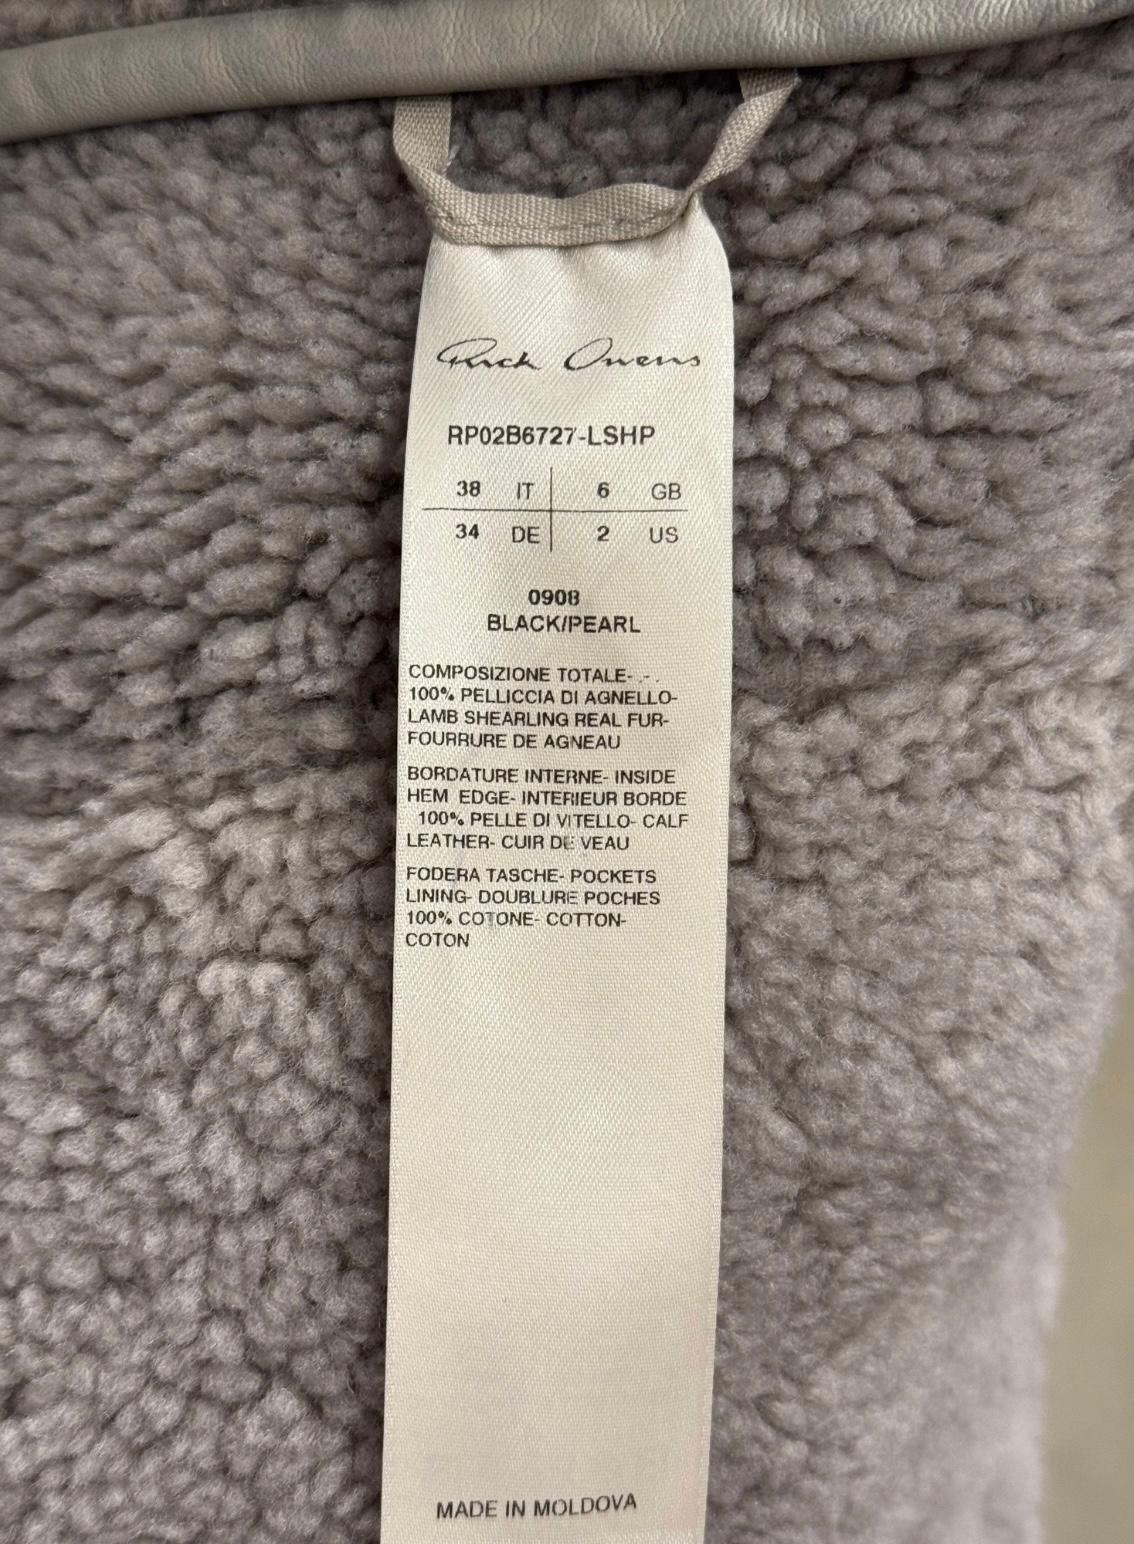 Rick Owens
RP02B6727-LSHP
38 IT 6 GB
34 DE 2 US
0908
BLACK/PEARL
COMPOSIZIONE TOTALE- .-.
100% PELLICCIA DI AGNELLO-
LAMB SHEARLING REAL FUR-
FOURRURE DE AGNEAU
BORDATURE INTERNE- INSIDE
HEM EDGE- INTERIEUR BORDE
100% PELLE DI VITELLO- CALF
LEATHER- CUIR DE VEAU
FODERA TASCHE- POCKETS
LINING- DOUBLURE POCHES
100% COTONE- COTTON-
COTON
MADE IN MOLDOVA